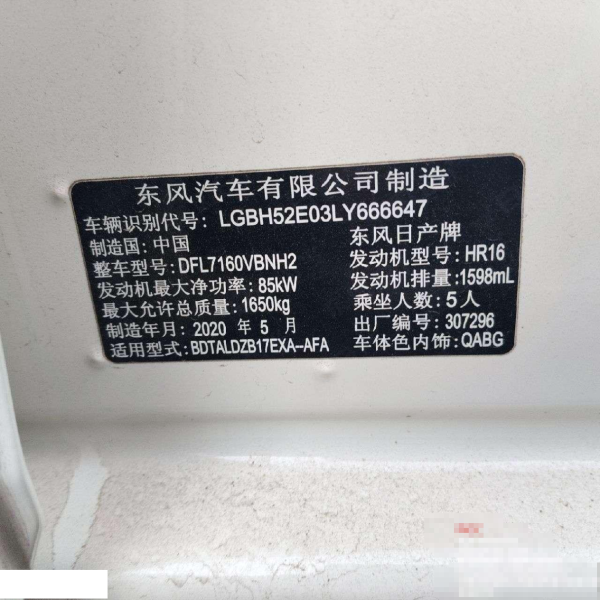 东风汽车有限公司制造
车辆识别代号: LGBH52E03LY666647
制造国: 中国 东风日产牌
整车型号: DFL7160VBNH2 发动机型号: HR16
发动机最大净功率: 85kW 发动机排量: 1598mL
最大允许总质量: 1650kg 乘坐人数: 5人
制造年月: 2020 年 5 月 出厂编号: 307296
适用型式: BDTALDZB17EXA--AFA 车体色内饰: QABG